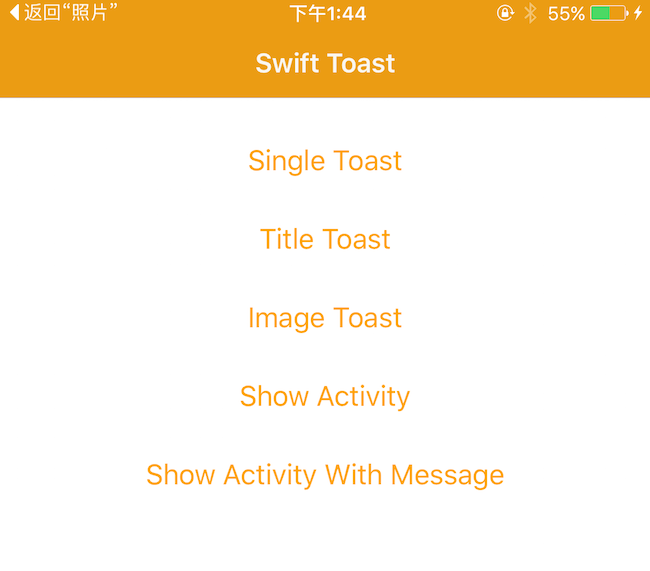 返回“照片” 下午1:44 55%
Swift Toast
Single Toast
Title Toast
Image Toast
Show Activity
Show Activity With Message